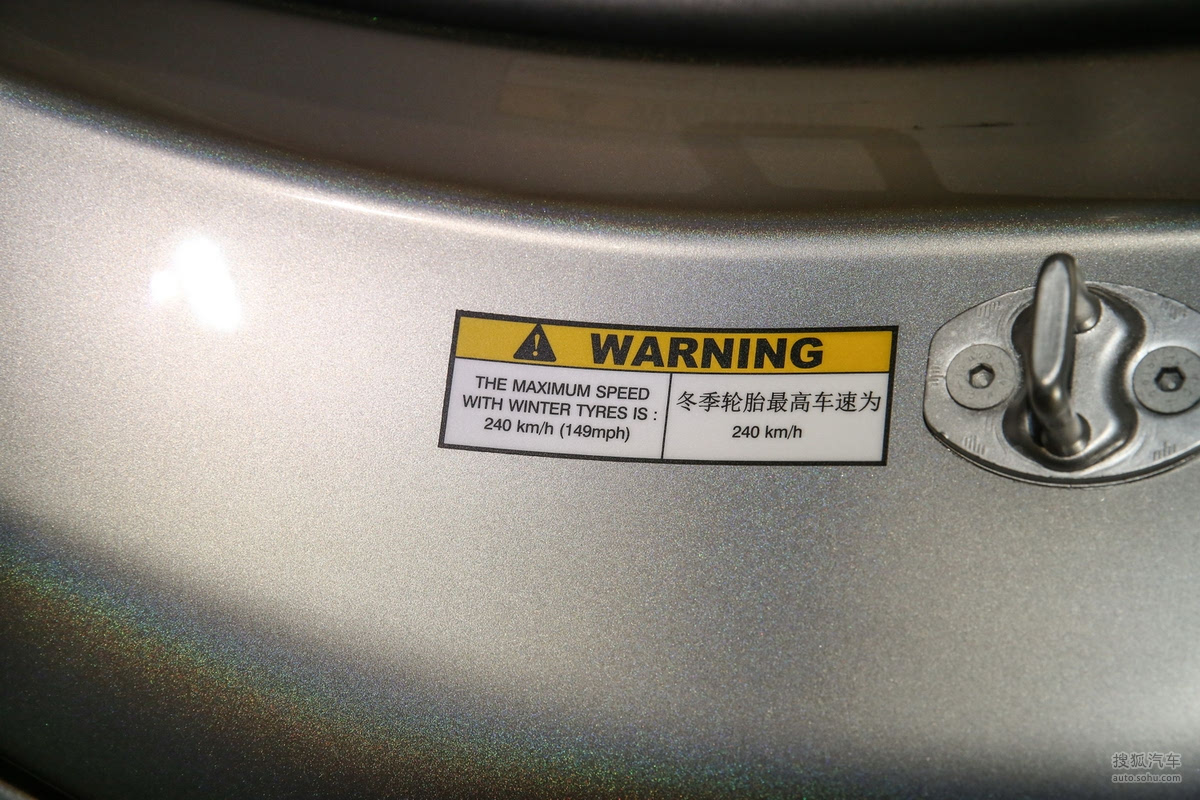 WARNING
THE MAXIMUM SPEED
WITH WINTER TYRES IS :
240 km/h (149mph)
冬季轮胎最高车速为
240 km/h
搜狐汽车
auto.sohu.com